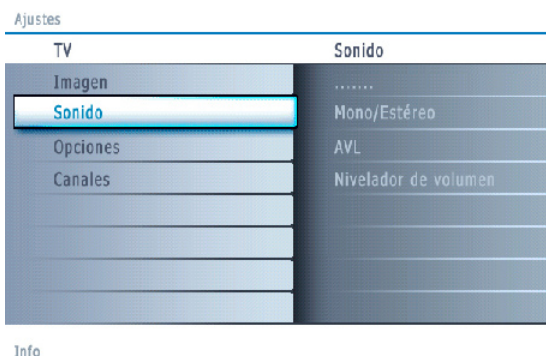 Ajustes
TV
Sonido
Imagen
Sonido
Opciones
Canales
.......
Mono/Estéreo
AVL
Nivelador de volumen
Info